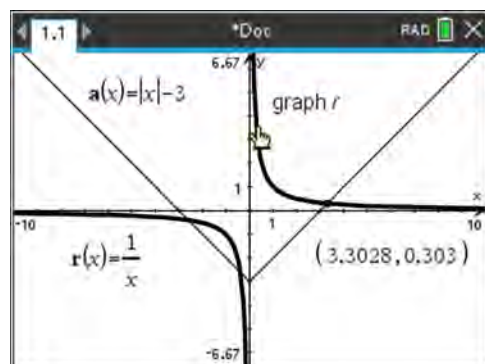 1.1 *Doc RAD
6.67 y
a(x)=|x|-3
graph r
1
x
-10 1 10
r(x)=1/x
(3.3028,0.303)
-6.67